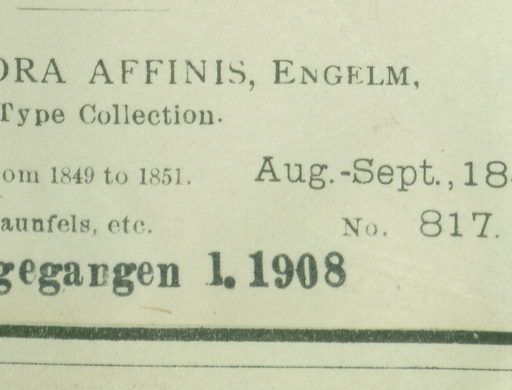 ORA AFFINIS, ENGELM,
Type Collection.
om 1849 to 1851. Aug.-Sept., 18
aunfels, etc. No. 817.
gegangen 1. 1908